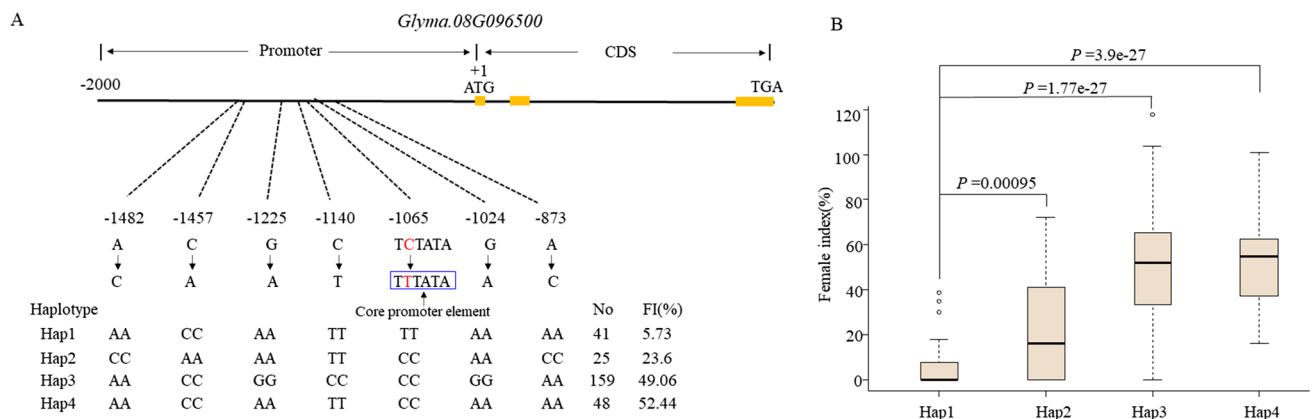 A
Glyma.08G096500
Promoter CDS
+1
-2000 ATG TGA
-1482 -1457 -1225 -1140 -1065 -1024 -873
A C G C TCTATA G A
C A A T TTTATA A C
Core promoter element
Haplotype No FI(%)
Hap1 AA CC AA TT TT AA AA 41 5.73
Hap2 CC AA AA TT CC AA CC 25 23.6
Hap3 AA CC GG CC CC GG AA 159 49.06
Hap4 AA CC AA TT CC AA AA 48 52.44
B
P =3.9e-27
P =1.77e-27
P =0.00095
Female index(%)
120
100
80
60
40
20
0
Hap1 Hap2 Hap3 Hap4